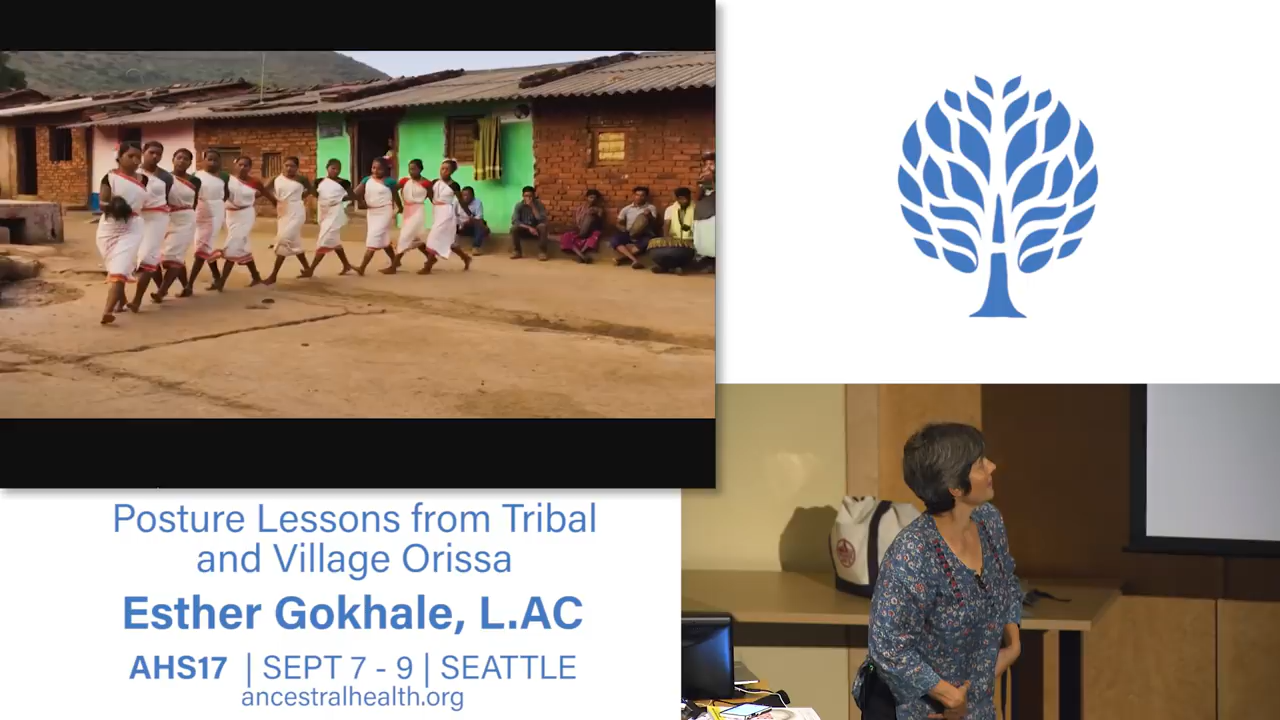 Posture Lessons from Tribal
and Village Orissa
Esther Gokhale, L.AC
AHS17 | SEPT 7 - 9 | SEATTLE
ancestralhealth.org